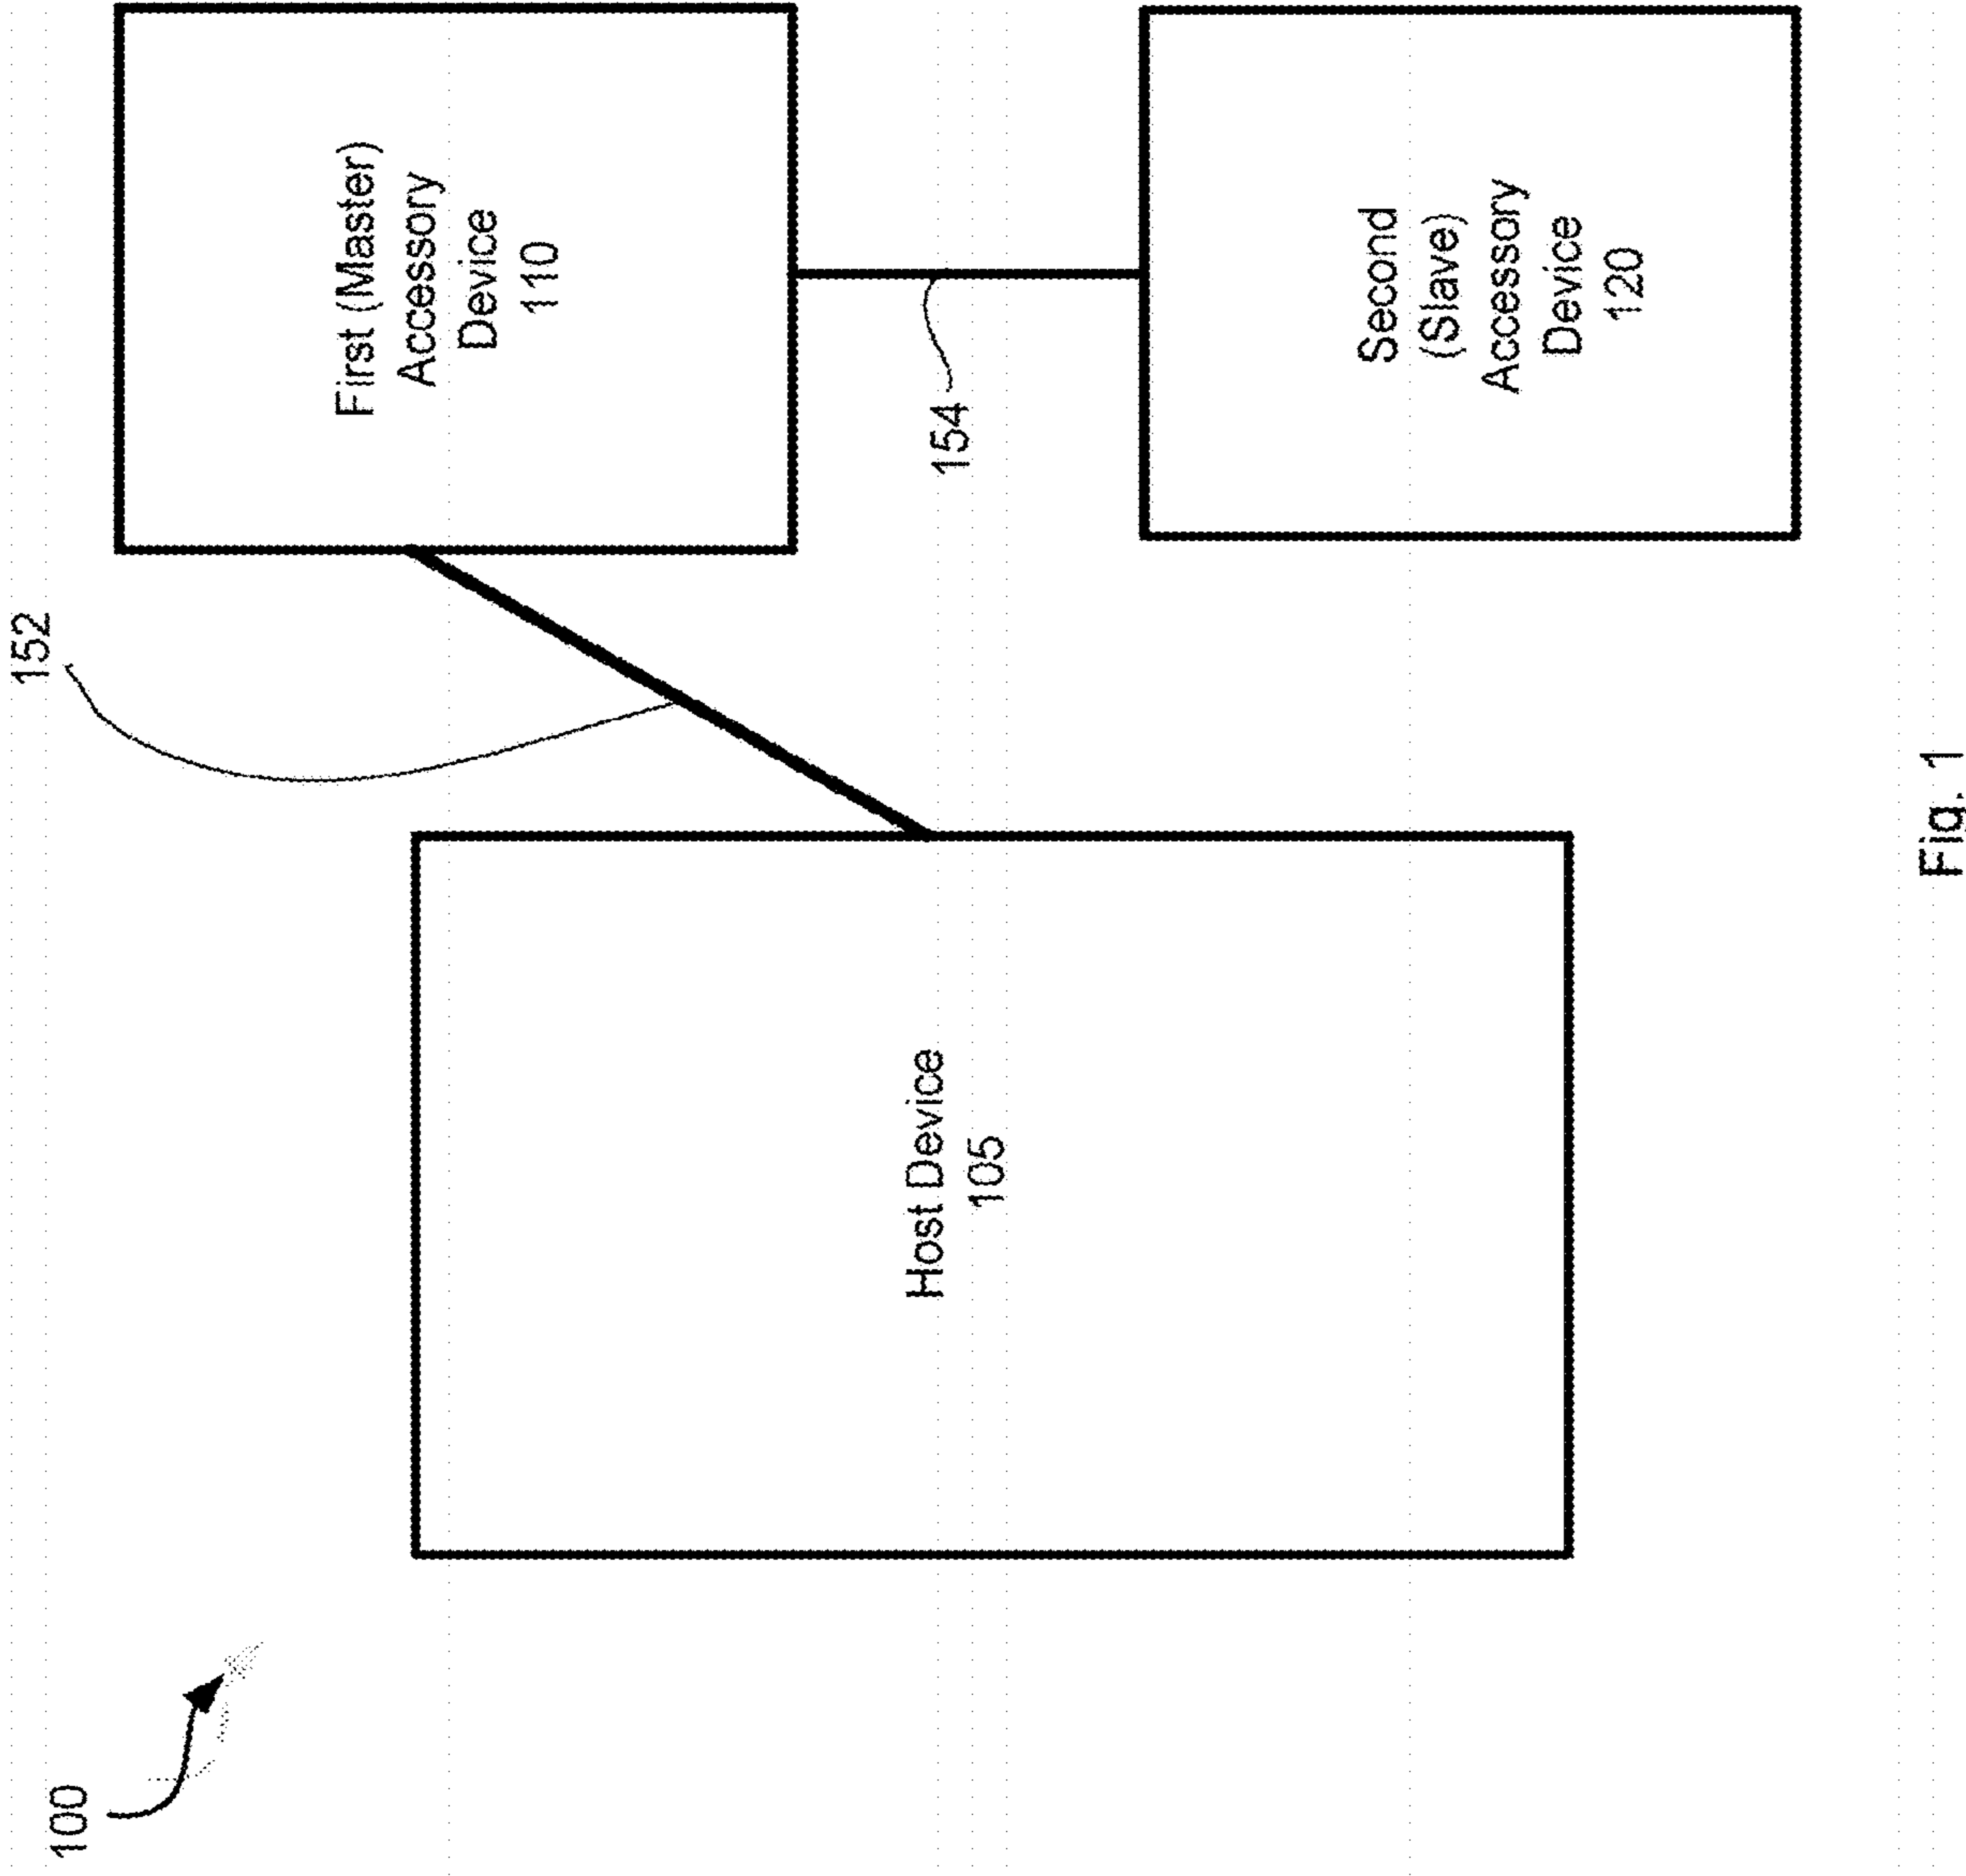 100
152
First (Master)
Accessory
Device
110
Host Device
105
154
Second
(Slave)
Accessory
Device
120
Fig. 1